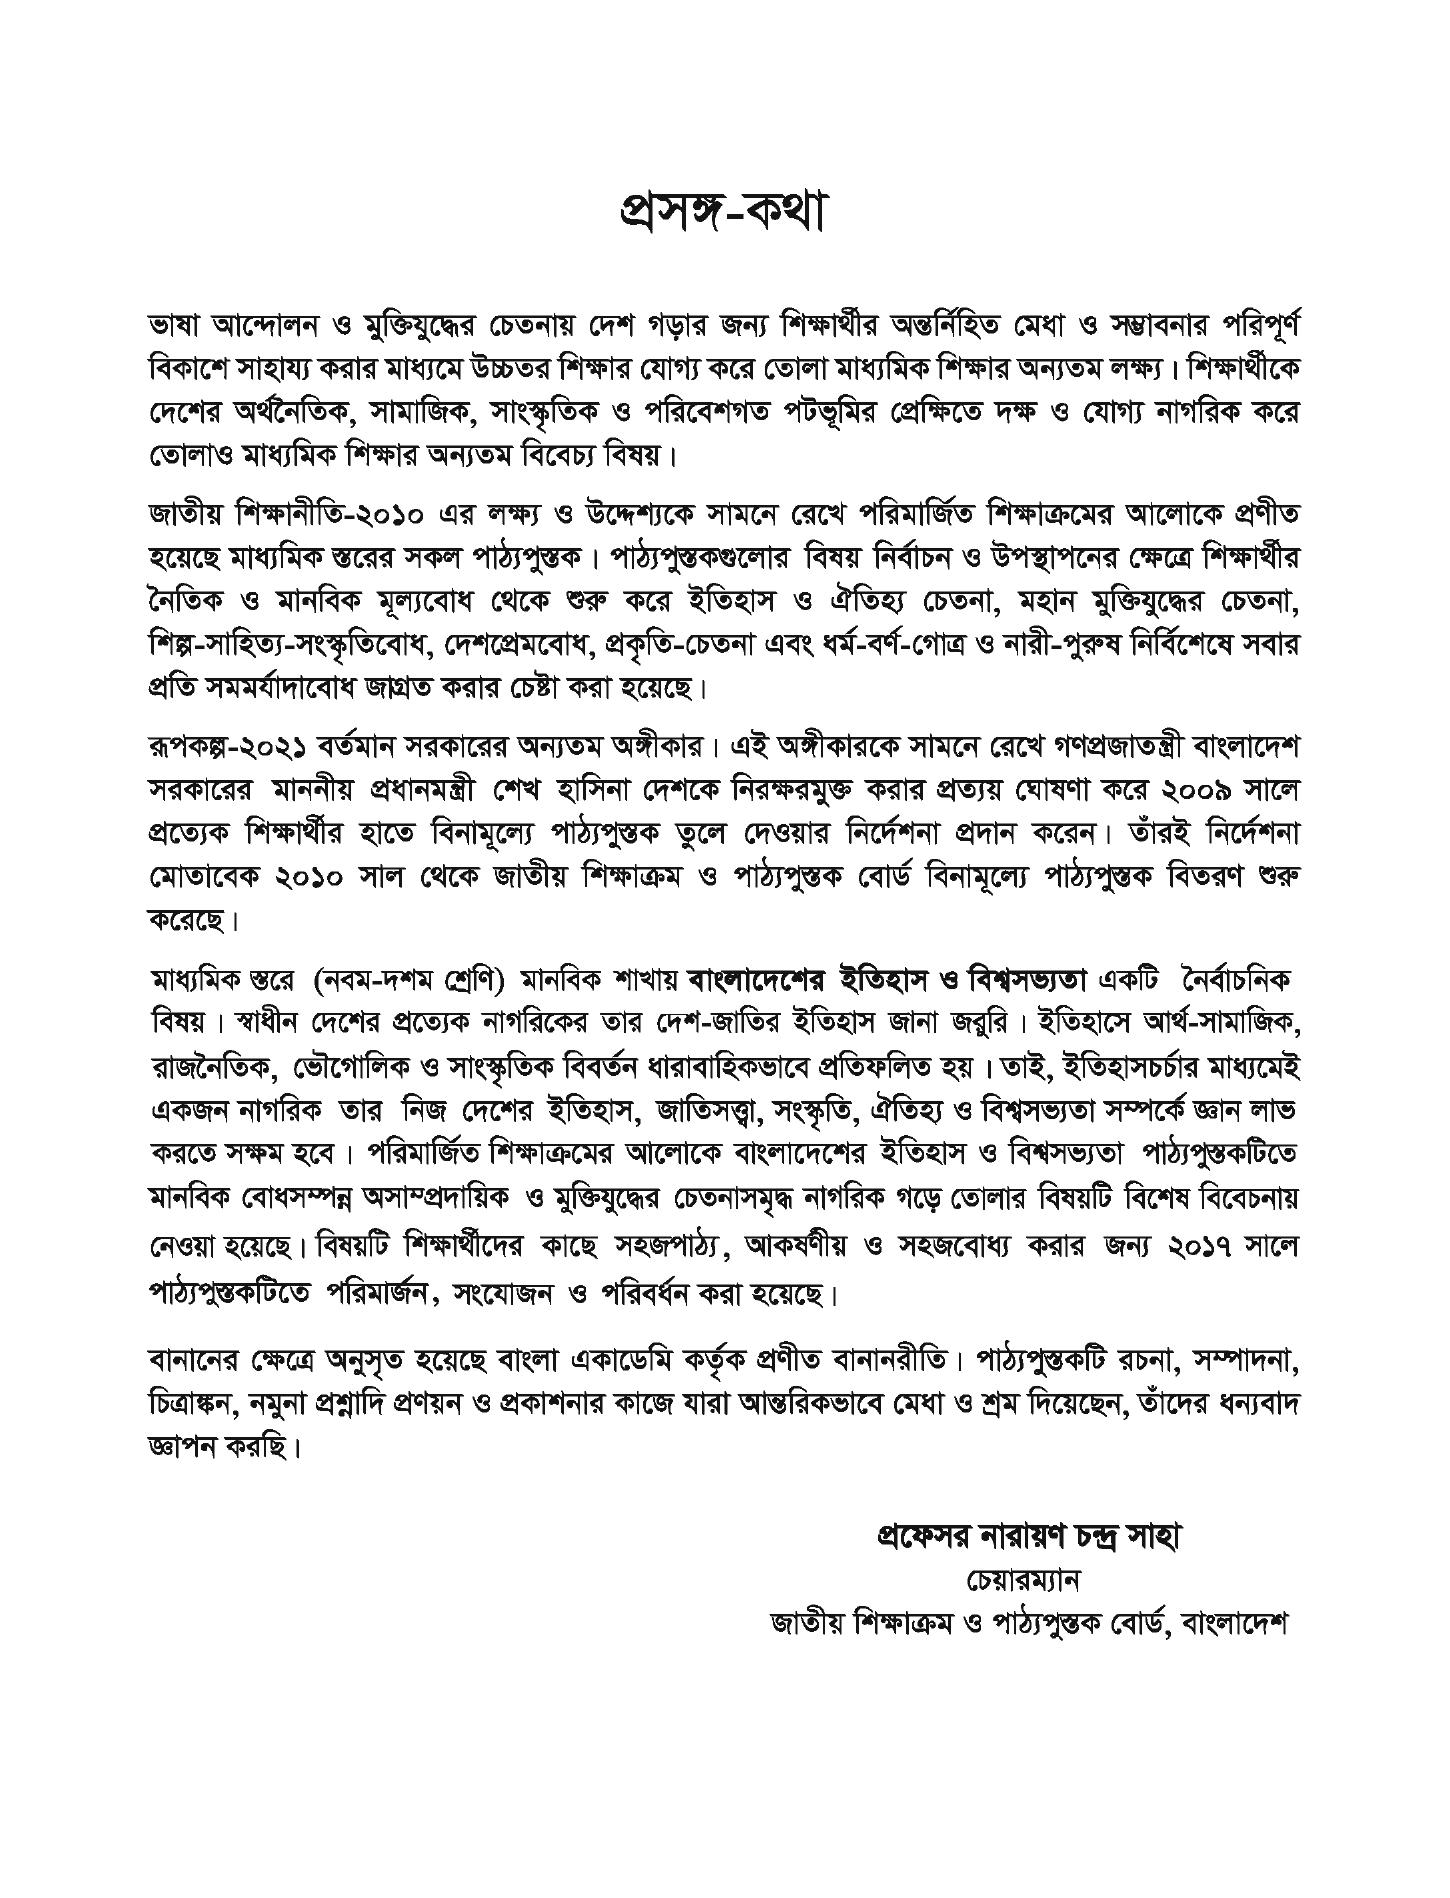 প্রসঙ্গ-কথা
ভাষা আন্দোলন ও মুক্তিযুদ্ধের চেতনায় দেশ গড়ার জন্য শিক্ষার্থীর অন্তর্নিহিত মেধা ও সম্ভাবনার পরিপূর্ণ
বিকাশে সাহায্য করার মাধ্যমে উচ্চতর শিক্ষার যোগ্য করে তোলা মাধ্যমিক শিক্ষার অন্যতম লক্ষ্য। শিক্ষার্থীকে
দেশের অর্থনৈতিক, সামাজিক, সাংস্কৃতিক ও পরিবেশগত পটভূমির প্রেক্ষিতে দক্ষ ও যোগ্য নাগরিক করে
তোলাও মাধ্যমিক শিক্ষার অন্যতম বিবেচ্য বিষয়।
জাতীয় শিক্ষানীতি-২০১০ এর লক্ষ্য ও উদ্দেশ্যকে সামনে রেখে পরিমার্জিত শিক্ষাক্রমের আলোকে প্রণীত
হয়েছে মাধ্যমিক স্তরের সকল পাঠ্যপুস্তক। পাঠ্যপুস্তকগুলোর বিষয় নির্বাচন ও উপস্থাপনের ক্ষেত্রে শিক্ষার্থীর
নৈতিক ও মানবিক মূল্যবোধ থেকে শুরু করে ইতিহাস ও ঐতিহ্য চেতনা, মহান মুক্তিযুদ্ধের চেতনা,
শিল্প-সাহিত্য-সংস্কৃতিবোধ, দেশপ্রেমবোধ, প্রকৃতি-চেতনা এবং ধর্ম-বর্ণ-গোত্র ও নারী-পুরুষ নির্বিশেষে সবার
প্রতি সমমর্যাদাবোধ জাগ্রত করার চেষ্টা করা হয়েছে।
রূপকল্প-২০২১ বর্তমান সরকারের অন্যতম অঙ্গীকার। এই অঙ্গীকারকে সামনে রেখে গণপ্রজাতন্ত্রী বাংলাদেশ
সরকারের মাননীয় প্রধানমন্ত্রী শেখ হাসিনা দেশকে নিরক্ষরমুক্ত করার প্রত্যয় ঘোষণা করে ২০০৯ সালে
প্রত্যেক শিক্ষার্থীর হাতে বিনামূল্যে পাঠ্যপুস্তক তুলে দেওয়ার নির্দেশনা প্রদান করেন। তাঁরই নির্দেশনা
মোতাবেক ২০১০ সাল থেকে জাতীয় শিক্ষাক্রম ও পাঠ্যপুস্তক বোর্ড বিনামূল্যে পাঠ্যপুস্তক বিতরণ শুরু
করেছে।
মাধ্যমিক স্তরে (নবম-দশম শ্রেণি) মানবিক শাখায় বাংলাদেশের ইতিহাস ও বিশ্বসভ্যতা একটি নৈর্বাচনিক
বিষয়। স্বাধীন দেশের প্রত্যেক নাগরিকের তার দেশ-জাতির ইতিহাস জানা জরুরি। ইতিহাসে আর্থ-সামাজিক,
রাজনৈতিক, ভৌগোলিক ও সাংস্কৃতিক বিবর্তন ধারাবাহিকভাবে প্রতিফলিত হয়। তাই, ইতিহাসচর্চার মাধ্যমেই
একজন নাগরিক তার নিজ দেশের ইতিহাস, জাতিসত্ত্বা, সংস্কৃতি, ঐতিহ্য ও বিশ্বসভ্যতা সম্পর্কে জ্ঞান লাভ
করতে সক্ষম হবে। পরিমার্জিত শিক্ষাক্রমের আলোকে বাংলাদেশের ইতিহাস ও বিশ্বসভ্যতা পাঠ্যপুস্তকটিতে
মানবিক বোধসম্পন্ন অসাম্প্রদায়িক ও মুক্তিযুদ্ধের চেতনাসমৃদ্ধ নাগরিক গড়ে তোলার বিষয়টি বিশেষ বিবেচনায়
নেওয়া হয়েছে। বিষয়টি শিক্ষার্থীদের কাছে সহজপাঠ্য, আকর্ষণীয় ও সহজবোধ্য করার জন্য ২০১৭ সালে
পাঠ্যপুস্তকটিতে পরিমার্জন, সংযোজন ও পরিবর্ধন করা হয়েছে।
বানানের ক্ষেত্রে অনুসৃত হয়েছে বাংলা একাডেমি কর্তৃক প্রণীত বানানরীতি। পাঠ্যপুস্তকটি রচনা, সম্পাদনা,
চিত্রাঙ্কন, নমুনা প্রশ্নাদি প্রণয়ন ও প্রকাশনার কাজে যারা আন্তরিকভাবে মেধা ও শ্রম দিয়েছেন, তাঁদের ধন্যবাদ
জ্ঞাপন করছি।
প্রফেসর নারায়ণ চন্দ্র সাহা
চেয়ারম্যান
জাতীয় শিক্ষাক্রম ও পাঠ্যপুস্তক বোর্ড, বাংলাদেশ